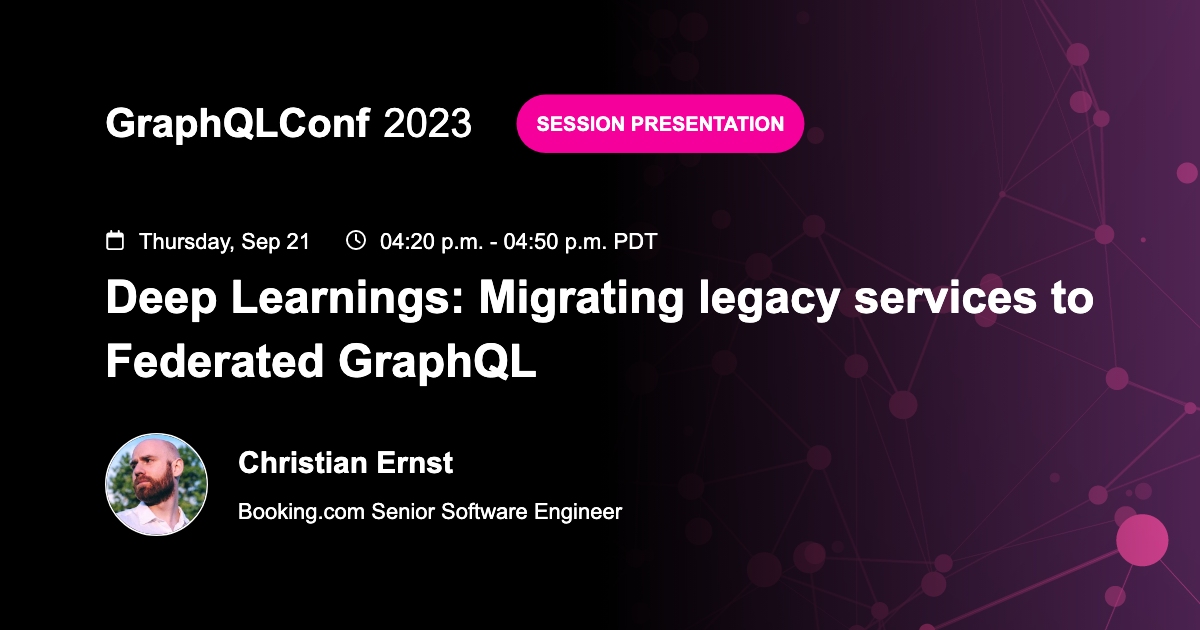 GraphQLConf 2023
SESSION PRESENTATION
Thursday, Sep 21 04:20 p.m. - 04:50 p.m. PDT
Deep Learnings: Migrating legacy services to
Federated GraphQL
Christian Ernst
Booking.com Senior Software Engineer